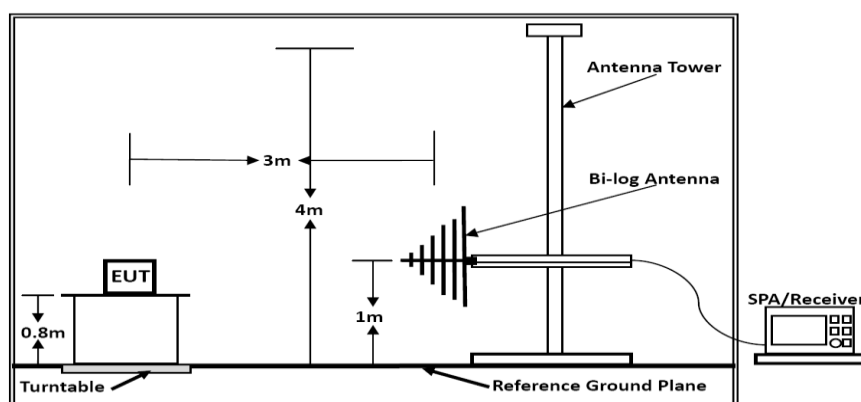 Antenna Tower
3m
Bi-log Antenna
4m
EUT
0.8m
1m
SPA/Receiver
Turntable
Reference Ground Plane